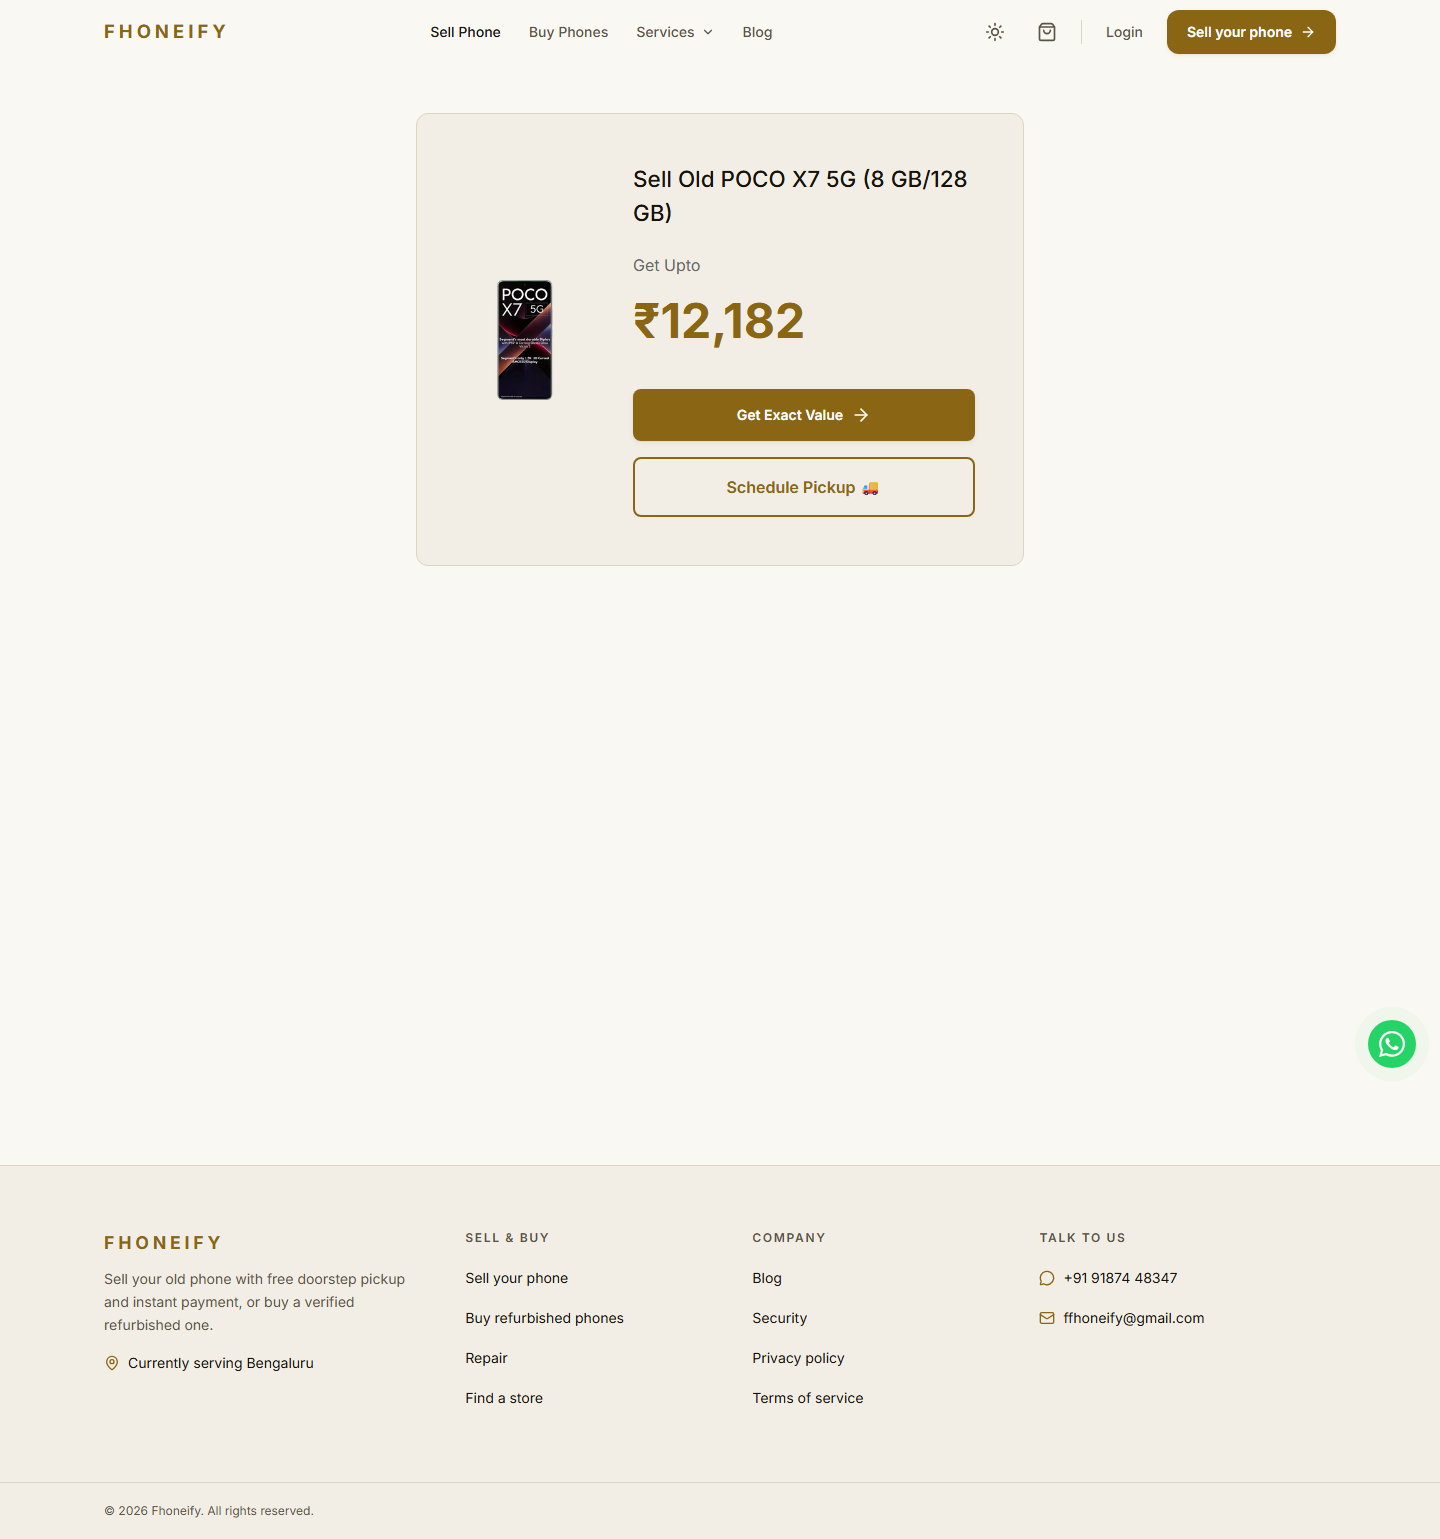 FHONEIFY
Sell Phone
Buy Phones
Services
Blog
Login
Sell your phone
Sell Old POCO X7 5G (8 GB/128
GB)
Get Upto
₹12,182
POCO
X7 5G
Get Exact Value
Schedule Pickup
FHONEIFY
Sell your old phone with free doorstep pickup
and instant payment, or buy a verified
refurbished one.
Currently serving Bengaluru
SELL & BUY
Sell your phone
Buy refurbished phones
Repair
Find a store
COMPANY
Blog
Security
Privacy policy
Terms of service
TALK TO US
+91 91874 48347
ffhoneify@gmail.com
© 2026 Fhoneify. All rights reserved.